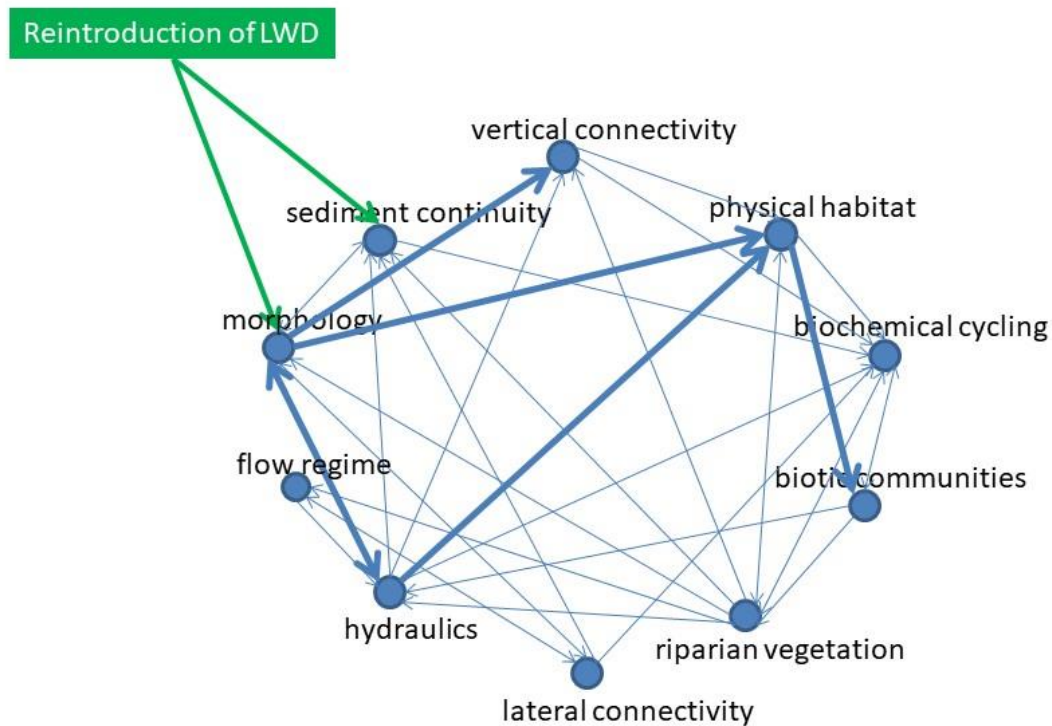 Reintroduction of LWD
vertical connectivity
physical habitat
sediment continuity
morphology
biochemical cycling
flow regime
biotic communities
hydraulics
riparian vegetation
lateral connectivity